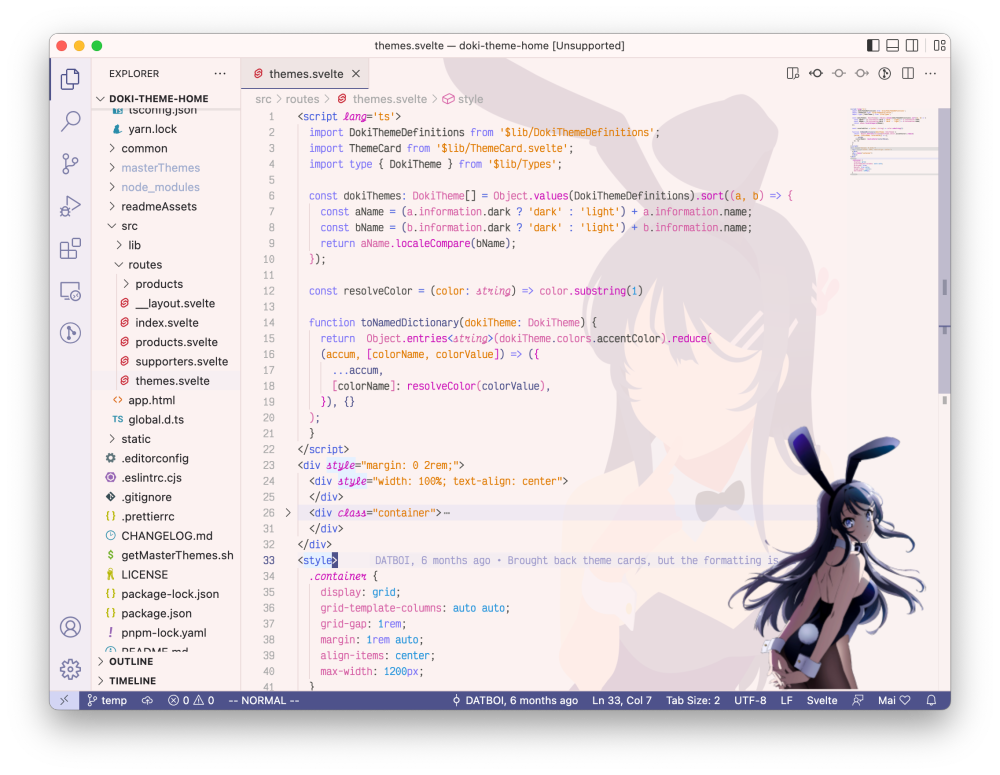 themes.svelte — doki-theme-home [Unsupported]
EXPLORER
DOKI-THEME-HOME
tsconfig.json
yarn.lock
common
masterThemes
node_modules
readmeAssets
src
lib
routes
products
__layout.svelte
index.svelte
products.svelte
supporters.svelte
themes.svelte
app.html
TS global.d.ts
static
.editorconfig
.eslintrc.cjs
.gitignore
.prettierrc
CHANGELOG.md
$ getMasterThemes.sh
LICENSE
package-lock.json
package.json
! pnpm-lock.yaml
README.md
OUTLINE
TIMELINE
themes.svelte
src > routes > themes.svelte > style
1 <script lang='ts'>
2 import DokiThemeDefinitions from '$lib/DokiThemeDefinitions';
3 import ThemeCard from '$lib/ThemeCard.svelte';
4 import type { DokiTheme } from '$lib/Types';
5
6 const dokiThemes: DokiTheme[] = Object.values(DokiThemeDefinitions).sort((a, b) => {
7 const aName = (a.information.dark ? 'dark' : 'light') + a.information.name;
8 const bName = (b.information.dark ? 'dark' : 'light') + b.information.name;
9 return aName.localeCompare(bName);
10 });
11
12 const resolveColor = (color: string) => color.substring(1)
13
14 function toNamedDictionary(dokiTheme: DokiTheme) {
15 return  Object.entries<string>(dokiTheme.colors.accentColor).reduce(
16 (accum, [colorName, colorValue]) => ({
17 ...accum,
18 [colorName]: resolveColor(colorValue),
19 }), {}
20 );
21 }
22 </script>
23 <div style="margin: 0 2rem;">
24 <div style="width: 100%; text-align: center">
25 </div>
26 <div class="container">⋯
31 </div>
32 </div>
33 <style> DATBOI, 6 months ago • Brought back theme cards, but the formatting is
34 .container {
35 display: grid;
36 grid-template-columns: auto auto;
37 grid-gap: 1rem;
38 margin: 1rem auto;
39 align-items: center;
40 max-width: 1200px;
41 }
temp 0 0 -- NORMAL -- DATBOI, 6 months ago Ln 33, Col 7 Tab Size: 2 UTF-8 LF Svelte Mai ♡